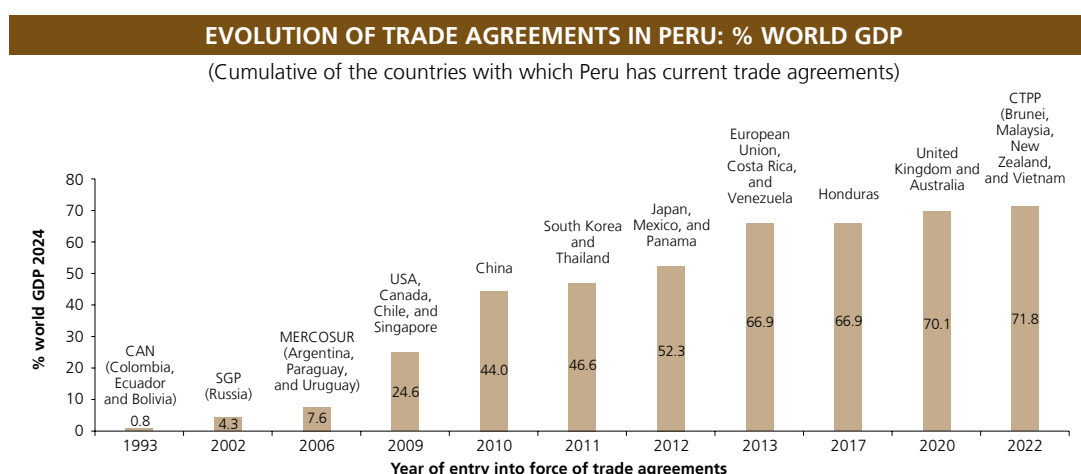 EVOLUTION OF TRADE AGREEMENTS IN PERU: % WORLD GDP
(Cumulative of the countries with which Peru has current trade agreements)
% world GDP 2024
80
70
60
50
40
30
20
10
0
CAN
(Colombia,
Ecuador
and Bolivia)
0.8
1993
SGP
(Russia)
4.3
2002
MERCOSUR
(Argentina,
Paraguay,
and Uruguay)
7.6
2006
USA,
Canada,
Chile, and
Singapore
24.6
2009
China
44.0
2010
South Korea
and
Thailand
46.6
2011
Japan,
Mexico, and
Panama
52.3
2012
European
Union,
Costa Rica,
and
Venezuela
66.9
2013
Honduras
66.9
2017
United
Kingdom and
Australia
70.1
2020
CTPP
(Brunei,
Malaysia,
New
Zealand,
and Vietnam
71.8
2022
Year of entry into force of trade agreements